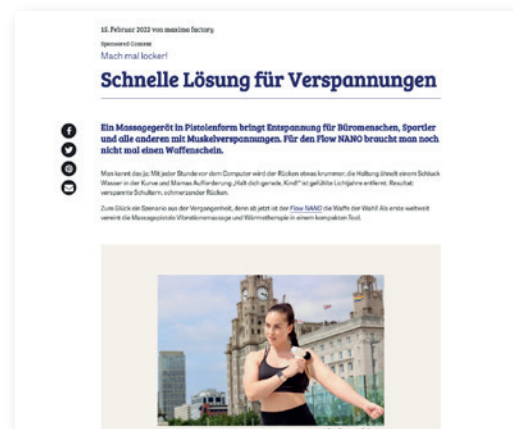 15. Februar 2022 von maxime factory
Sponsored Content
Mach mal locker!
Schnelle Lösung für Verspannungen
Ein Massagegerät in Pistolenform bringt Entspannung für Büromenschen, Sportler
und alle anderen mit Muskelverspannungen. Für den Flow NANO braucht man noch
nicht mal einen Waffenschein.
Man kennt das ja: Mit jeder Stunde vor dem Computer wird der Rücken etwas krummer, die Haltung ähnelt einem Schluck
Wasser in der Kurve und Mamas Aufforderung „Halt dich gerade, Kind!“ ist gefühlte Lichtjahre entfernt. Resultat:
verspannte Schultern, schmerzender Rücken.
Zum Glück ein Szenario aus der Vergangenheit, denn ab jetzt ist der Flow NANO die Waffe der Wahl! Als erste weltweit
vereint die Massagepistole Vibrationsmassage und Wärmetherapie in einem kompakten Tool.